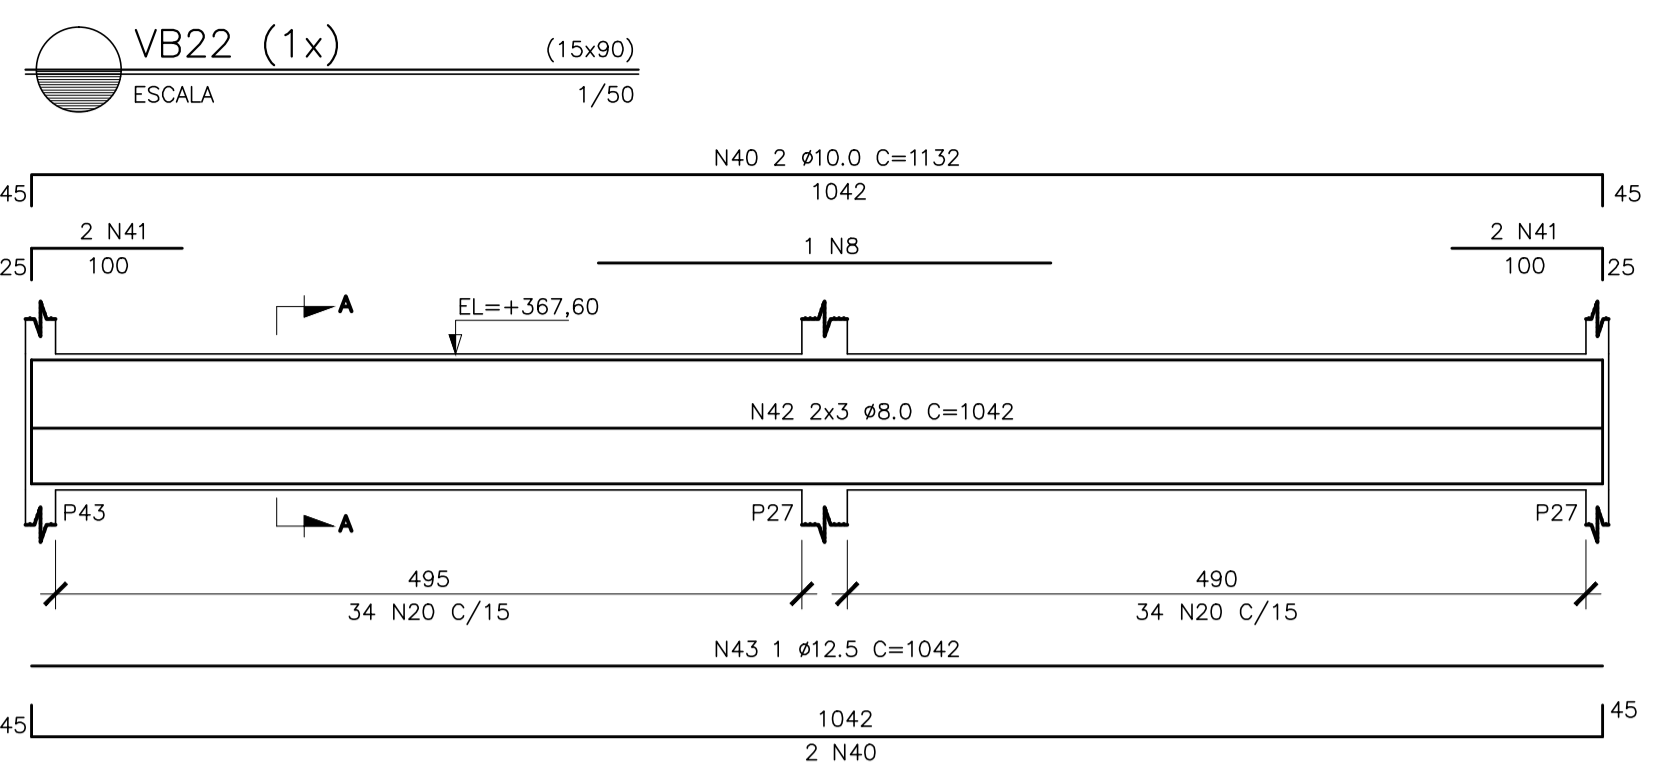 VB22 (1x) (15x90)
ESCALA 1/50
N40 2 ø10.0 C=1132
45 1042 45
2 N41 1 N8 2 N41
25 100 100 25
A
EL=+367,60
N42 2x3 ø8.0 C=1042
P43 A P27 P27
495 490
34 N20 C/15 34 N20 C/15
N43 1 ø12.5 C=1042
45 1042 45
2 N40